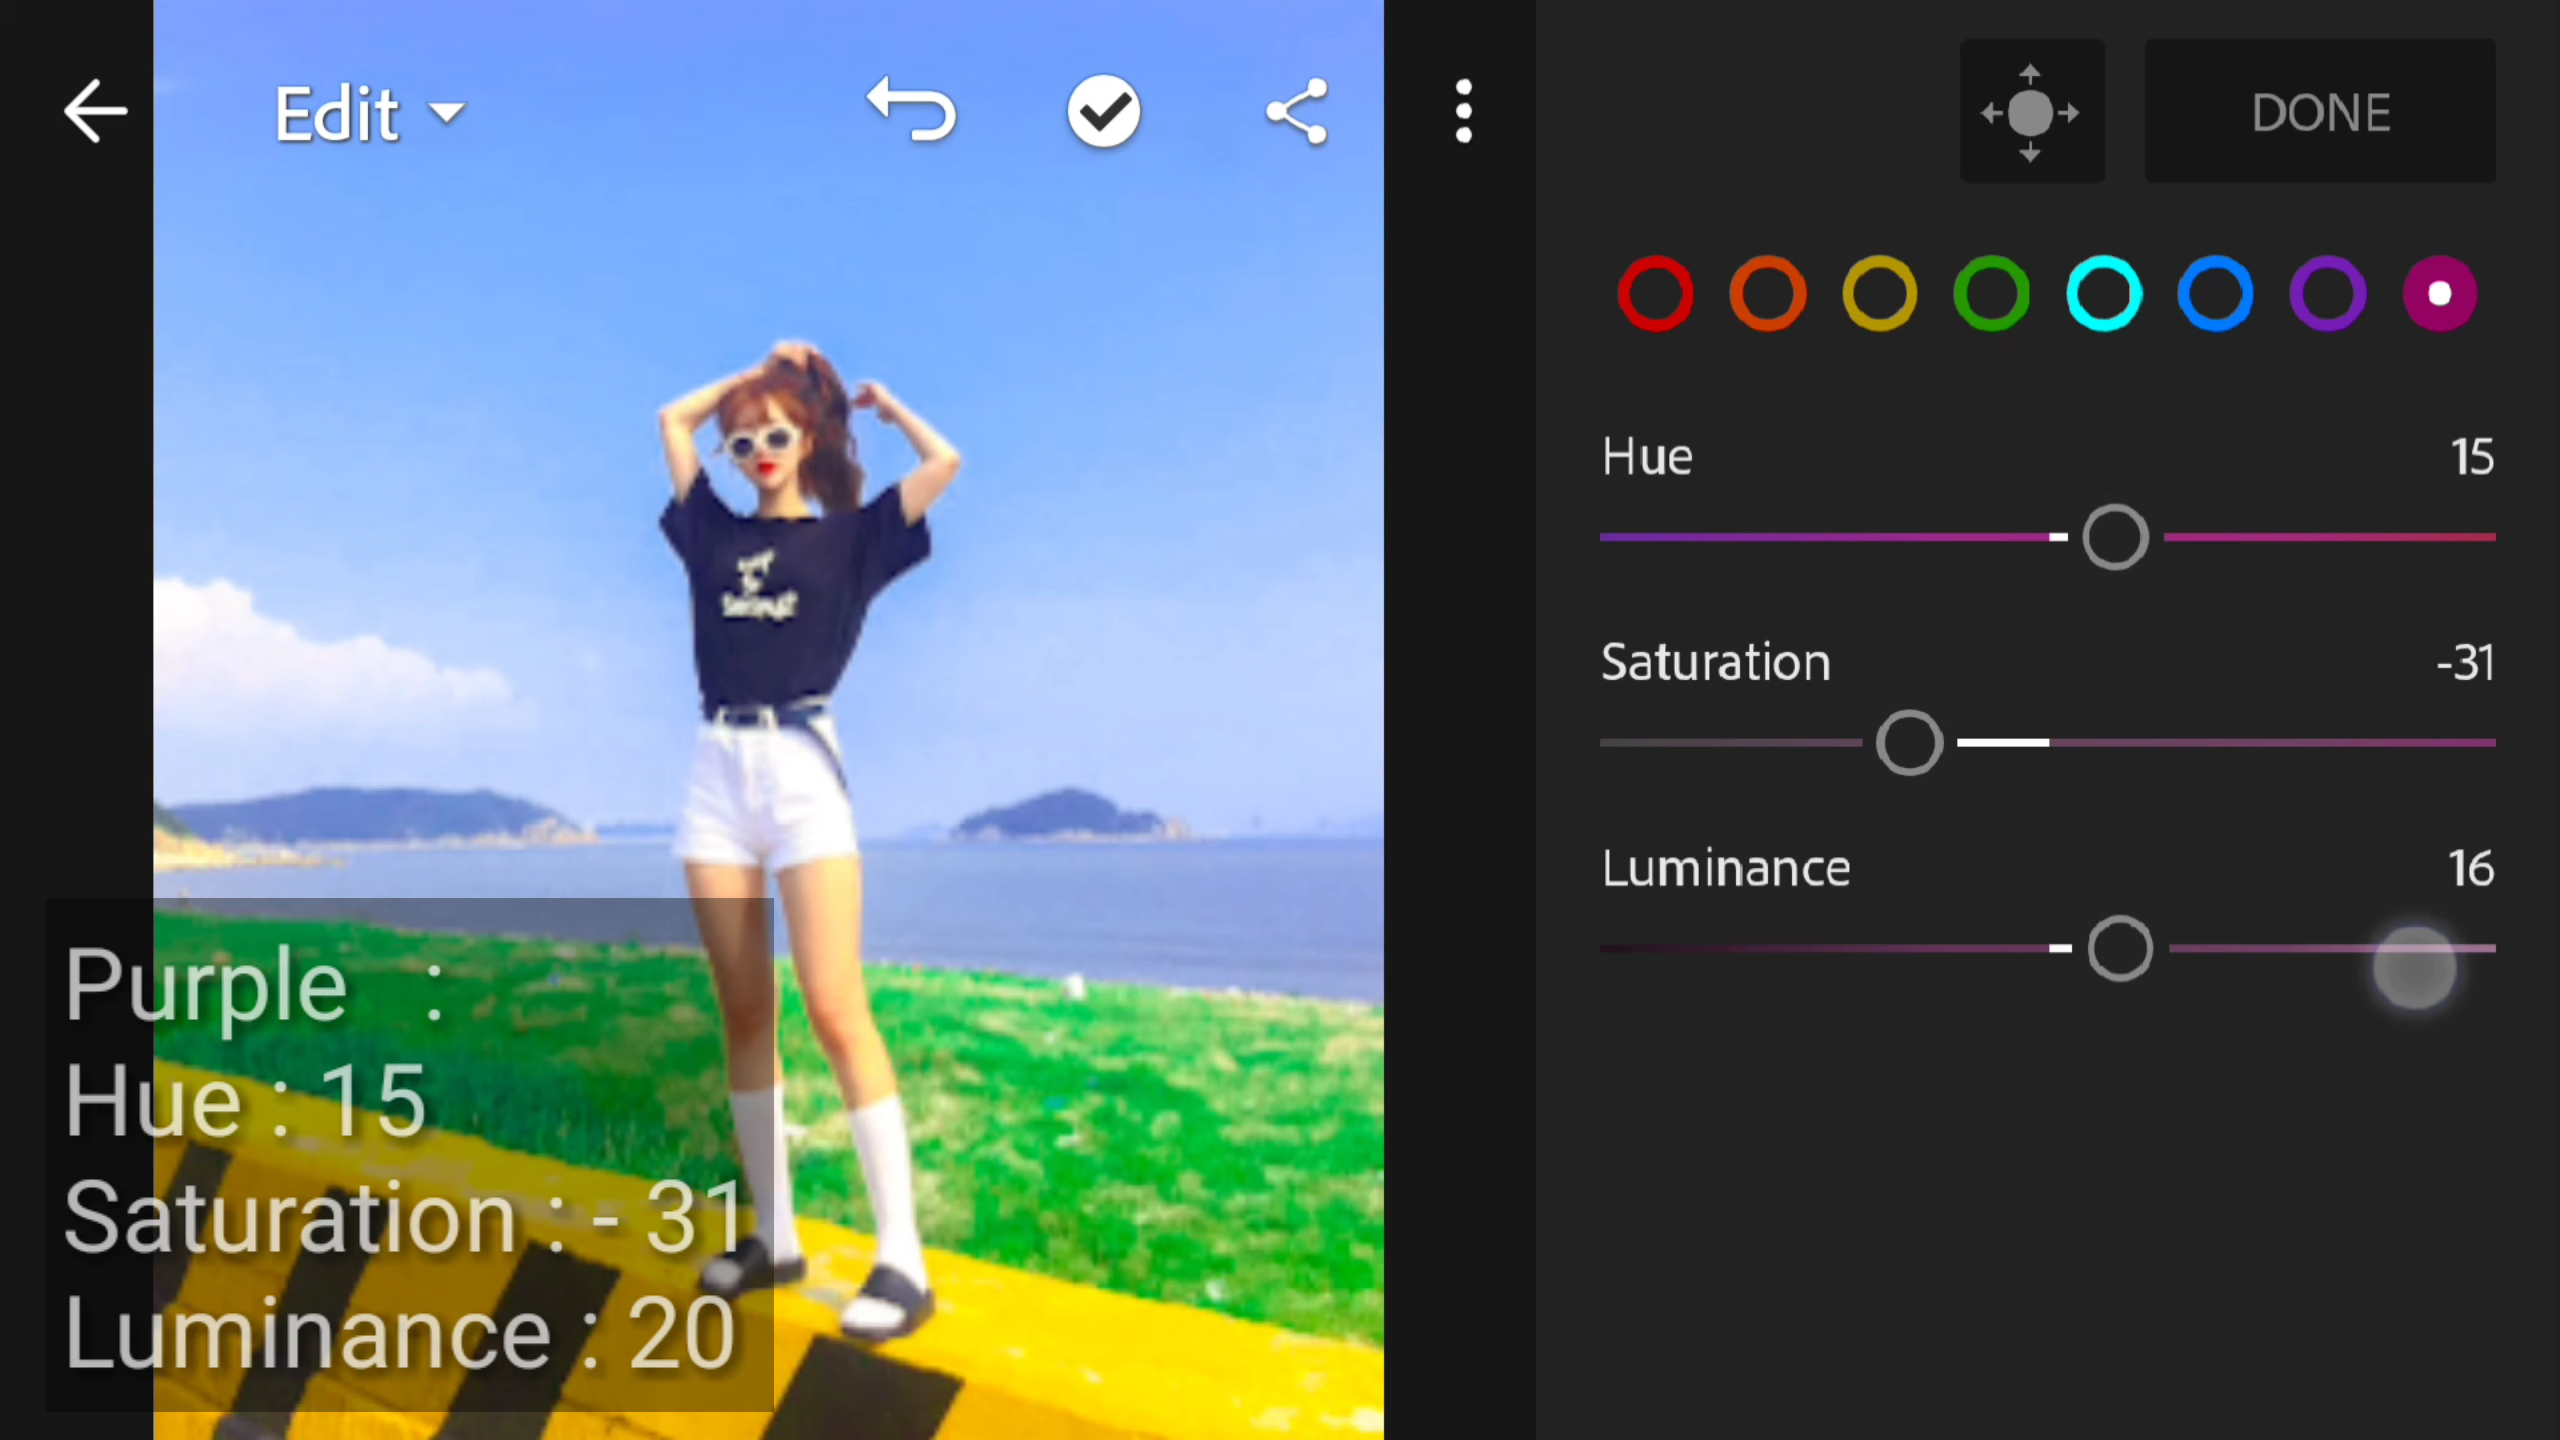 Edit
DONE
Hue 15
Saturation -31
Luminance 16
Purple :
Hue : 15
Saturation : - 31
Luminance : 20